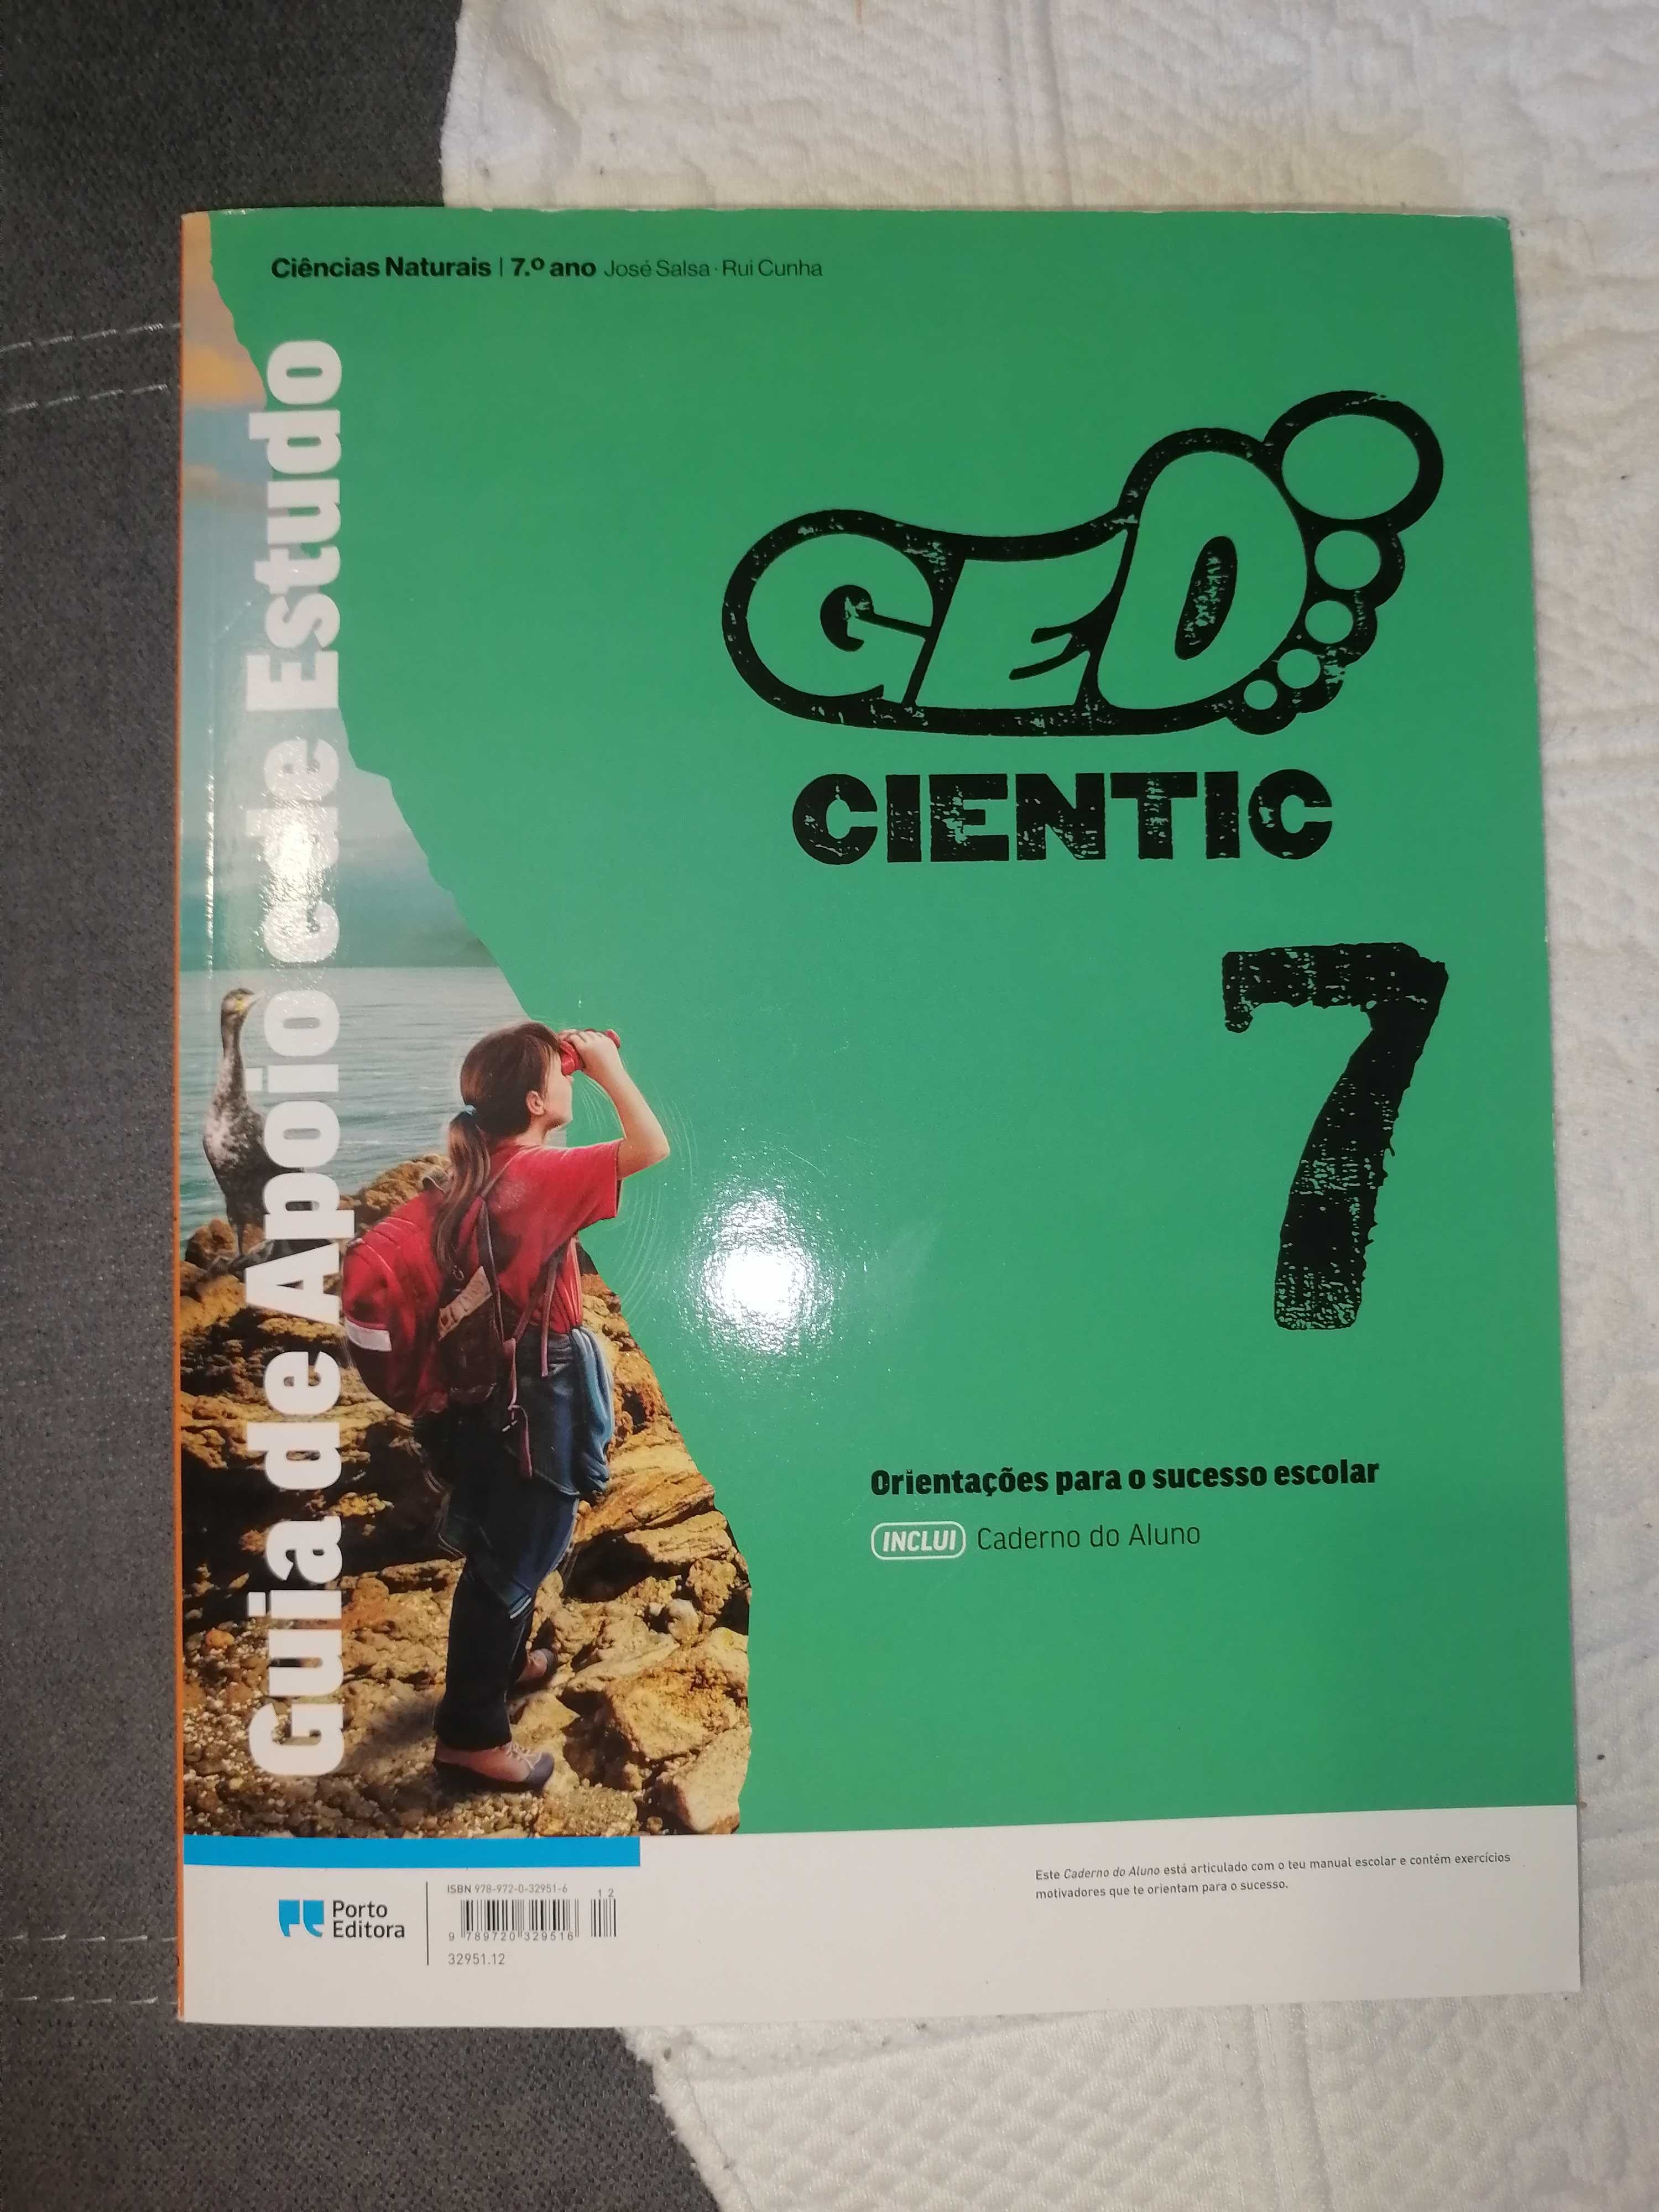 Ciências Naturais | 7.º ano José Salsa · Rui Cunha
Guia de Apoio e de Estudo
GEO
CIENTIC
7
Orientações para o sucesso escolar
INCLUI Caderno do Aluno
Este Caderno do Aluno está articulado com o teu manual escolar e contém exercícios
motivadores que te orientam para o sucesso.
Porto
Editora
ISBN 978-972-0-32951-6
12
9 789720 329516
32951.12